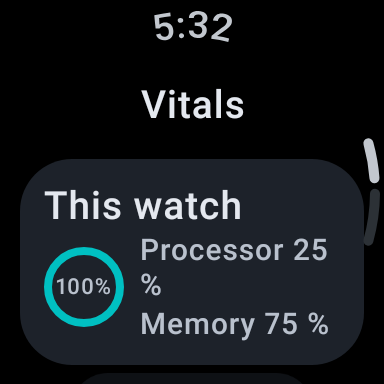 5:32
Vitals
This watch
100%
Processor 25
%
Memory 75 %